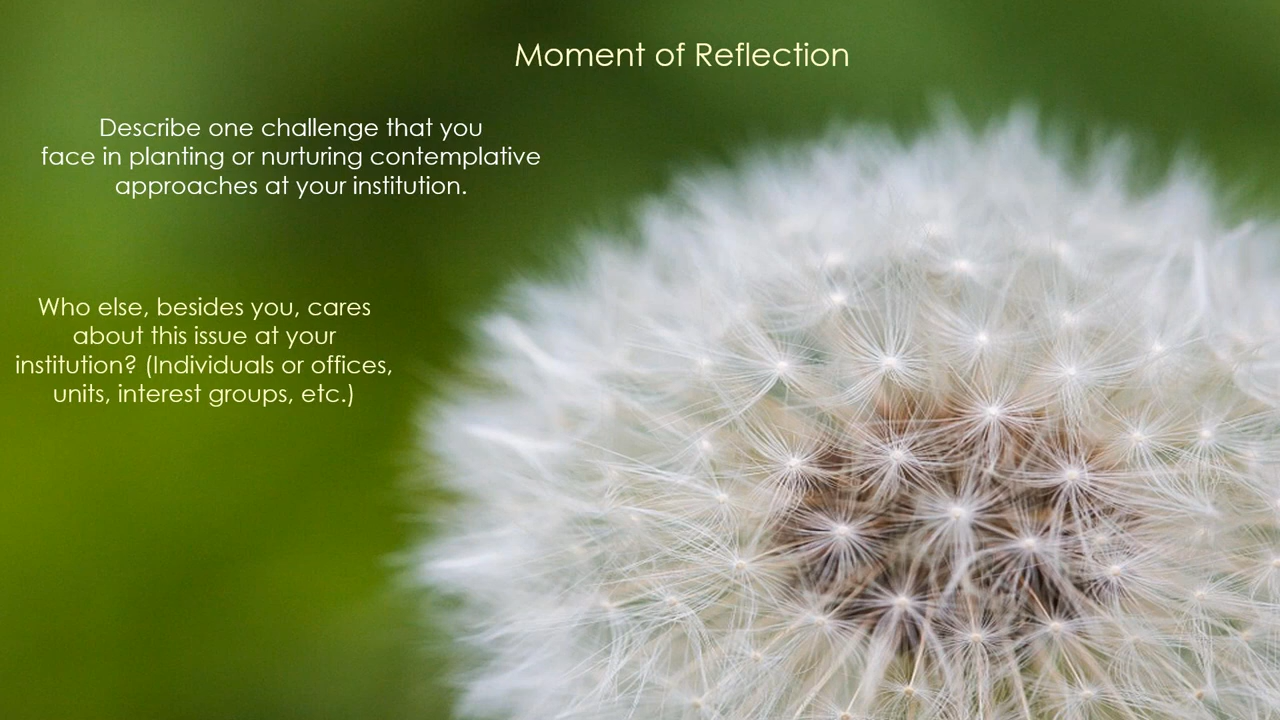 Moment of Reflection
Describe one challenge that you
face in planting or nurturing contemplative
approaches at your institution.
Who else, besides you, cares
about this issue at your
institution? (Individuals or offices,
units, interest groups, etc.)